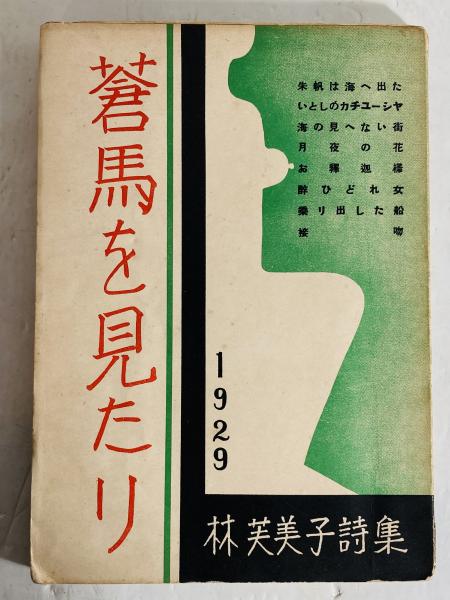 蒼馬を見たり
朱帆は海へ出た
いとしのカチユーシヤ
海の見へない街
月夜の花
お釋迦様
醉ひどれ女
乗り出した船
接吻
1929
林芙美子詩集